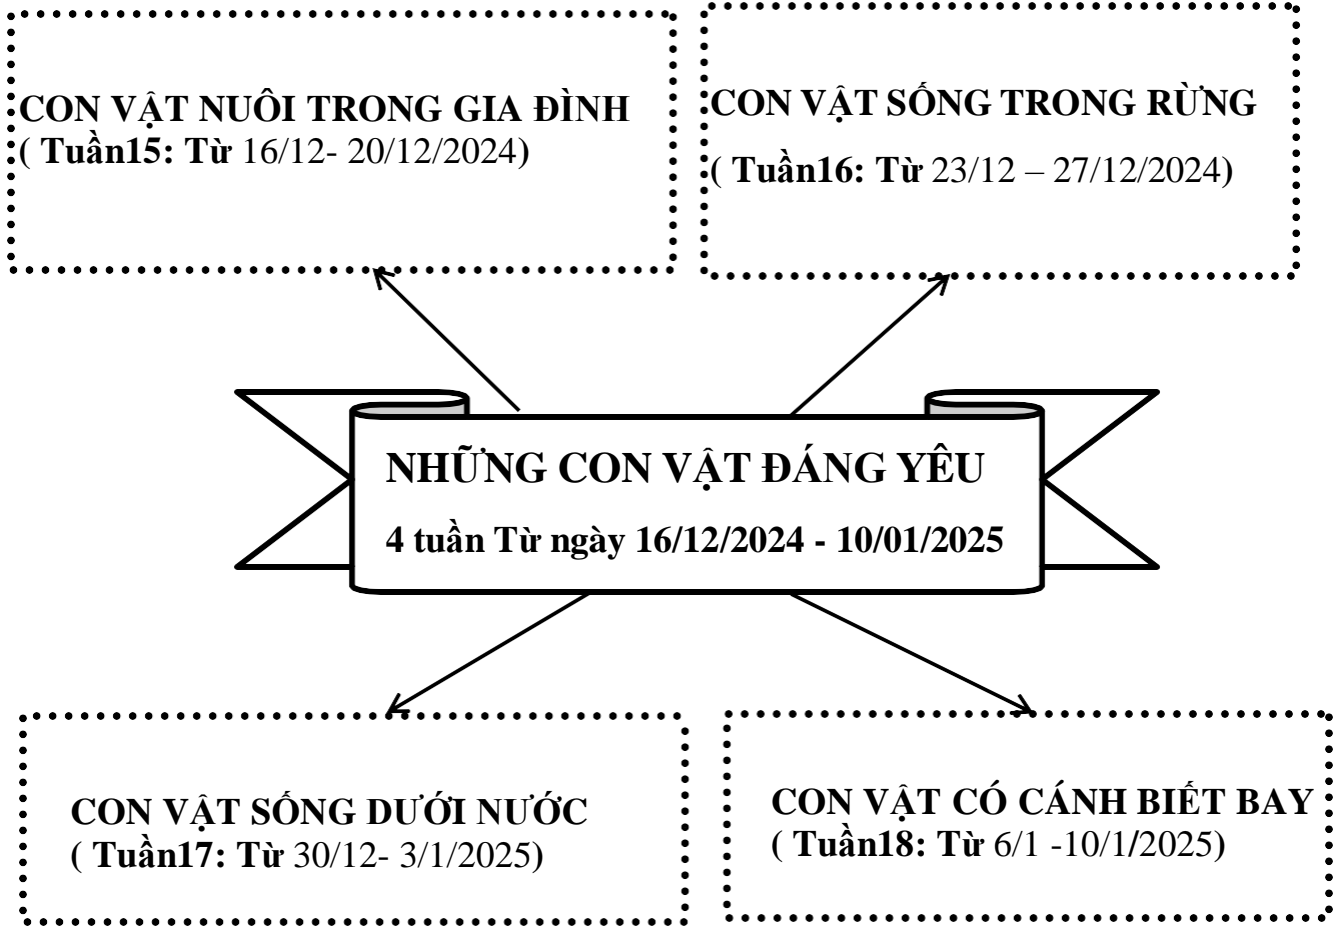 CON VẬT NUÔI TRONG GIA ĐÌNH
( Tuần15: Từ 16/12- 20/12/2024)
CON VẬT SỐNG TRONG RỪNG
( Tuần16: Từ 23/12 – 27/12/2024)
NHỮNG CON VẬT ĐÁNG YÊU
4 tuần Từ ngày 16/12/2024 - 10/01/2025
CON VẬT SỐNG DƯỚI NƯỚC
( Tuần17: Từ 30/12- 3/1/2025)
CON VẬT CÓ CÁNH BIẾT BAY
( Tuần18: Từ 6/1 -10/1/2025)